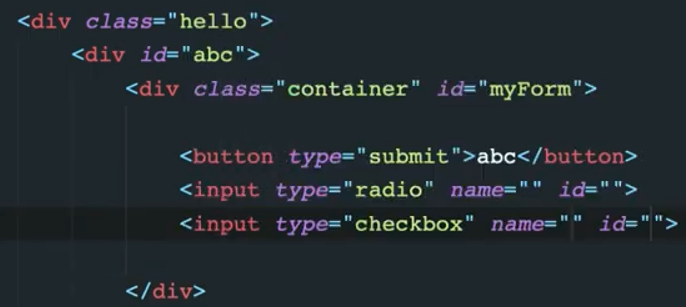 <div class="hello">
<div id="abc">
<div class="container" id="myForm">
<button type="submit">abc</button>
<input type="radio" name="" id="">
<input type="checkbox" name="" id="">
</div>